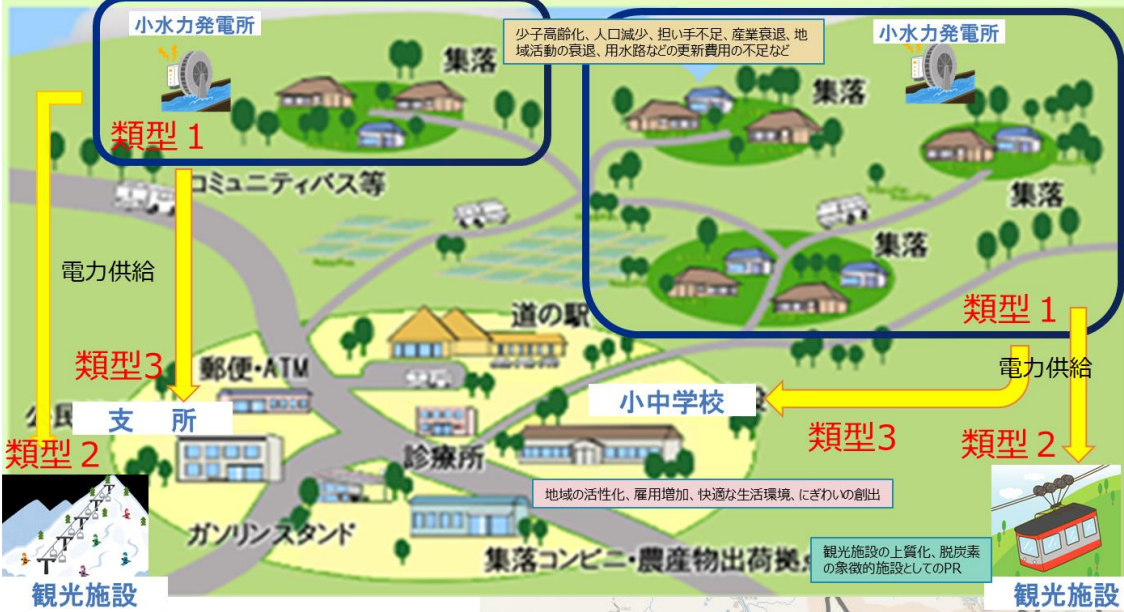 小水力発電所
少子高齢化、人口減少、担い手不足、産業衰退、地
域活動の衰退、用水路などの更新費用の不足など
小水力発電所
集落
集落
類型１
コミュニティバス等
集落
集落
電力供給
類型１
道の駅
電力供給
類型3
郵便・ATM
公民
支　所
小中学校
類型２
類型3
類型２
診療所
地域の活性化、雇用増加、快適な生活環境、にぎわいの創出
ガソリンスタンド
集落コンビニ・農産物出荷拠点
観光施設の上質化、脱炭素
の象徴的施設としてのPR
観光施設
観光施設